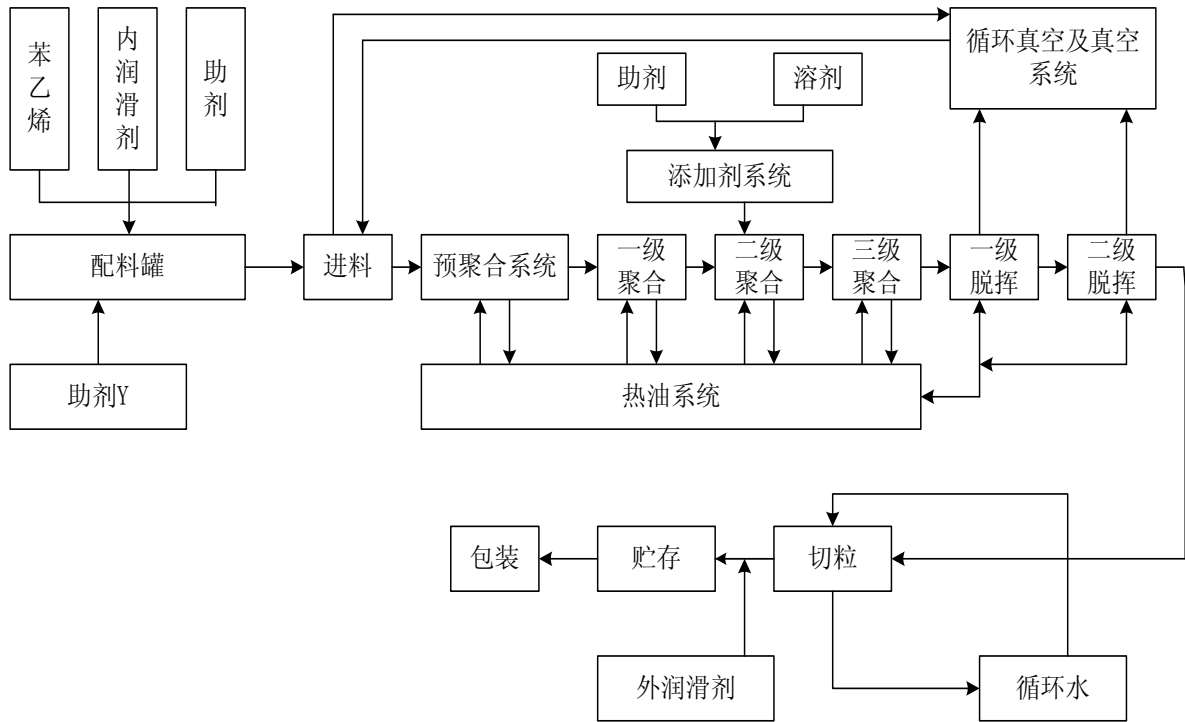 苯乙烯
内润滑剂
助剂
循环真空及真空
系统
助剂
溶剂
添加剂系统
配料罐
进料
预聚合系统
一级
聚合
二级
聚合
三级
聚合
一级
脱挥
二级
脱挥
助剂Y
热油系统
包装
贮存
切粒
外润滑剂
循环水